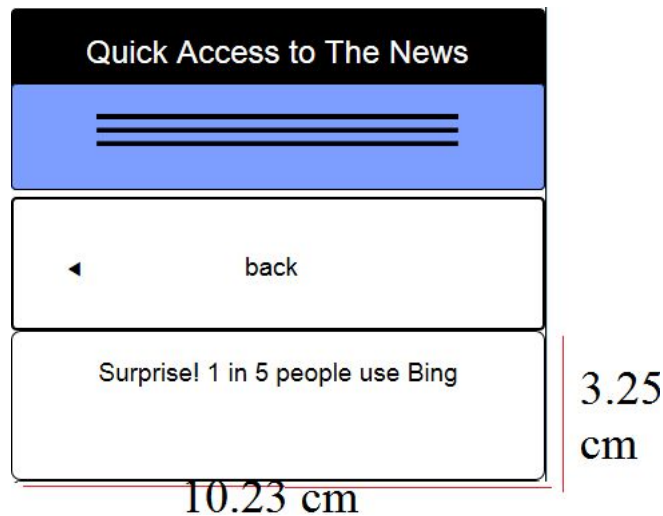 Quick Access to The News
back
Surprise! 1 in 5 people use Bing
3.25
cm
10.23 cm